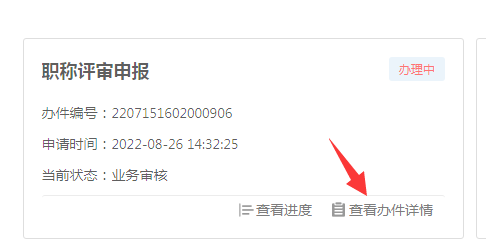 职称评审申报
办理中
办件编号：2207151602000906
申请时间：2022-08-26 14:32:25
当前状态：业务审核
查看进度 查看办件详情